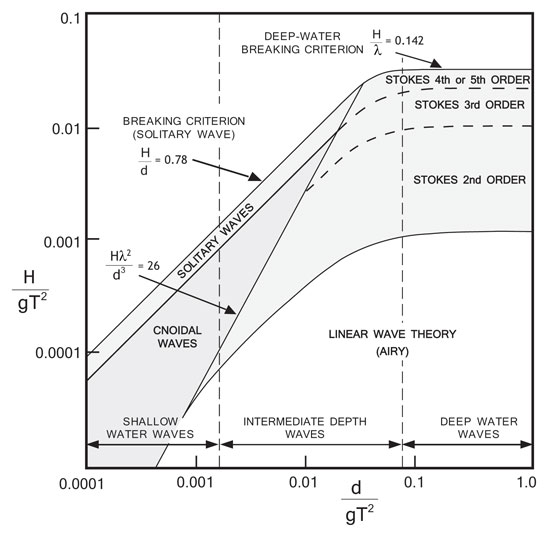 0.1
DEEP-WATER
BREAKING CRITERION H/λ = 0.142
STOKES 4th or 5th ORDER
STOKES 3rd ORDER
0.01
BREAKING CRITERION
(SOLITARY WAVE)
H/d = 0.78
STOKES 2nd ORDER
SOLITARY WAVES
0.001
Hλ²/d³ = 26
H/gT²
CNOIDAL
WAVES
LINEAR WAVE THEORY
(AIRY)
0.0001
SHALLOW
WATER WAVES
INTERMEDIATE DEPTH
WAVES
DEEP WATER
WAVES
0.0001 0.001 0.01 0.1 1.0
d/gT²